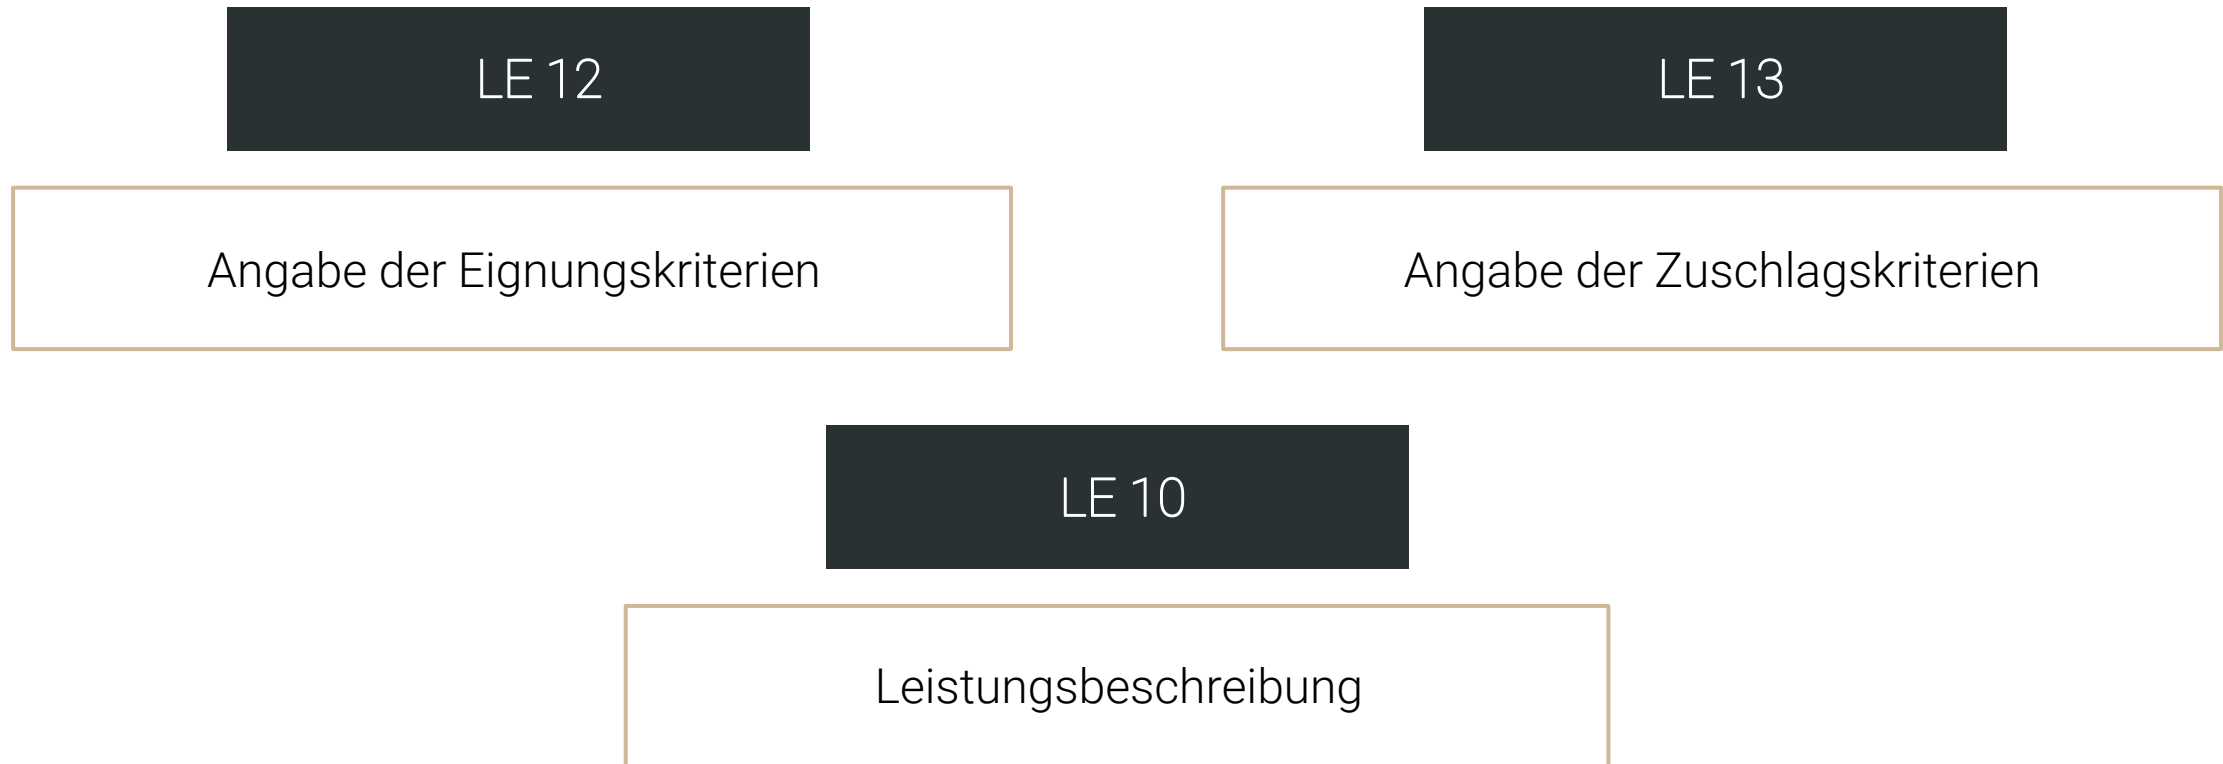 LE 12
LE 13
Angabe der Eignungskriterien
Angabe der Zuschlagskriterien
LE 10
Leistungsbeschreibung